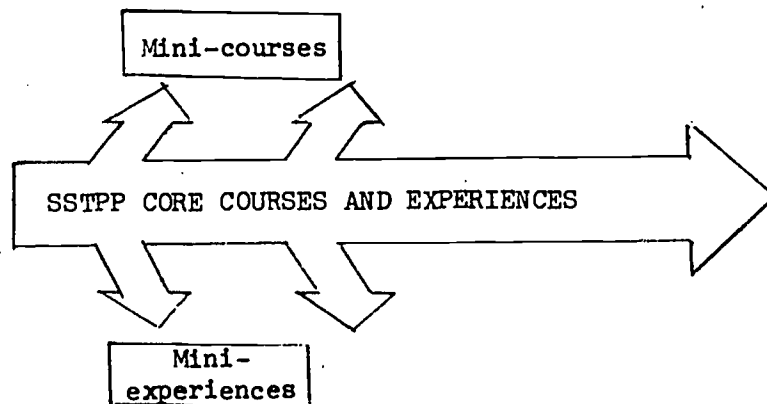 Mini-courses
SSTPP CORE COURSES AND EXPERIENCES
Mini-
experiences